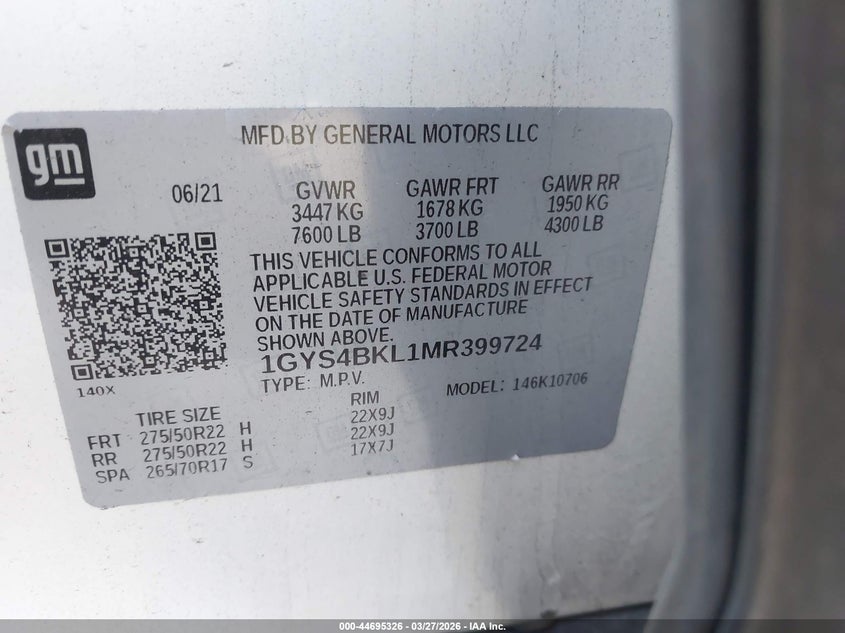 gm
MFD BY GENERAL MOTORS LLC
06/21 GVWR GAWR FRT GAWR RR
3447 KG 1678 KG 1950 KG
7600 LB 3700 LB 4300 LB
THIS VEHICLE CONFORMS TO ALL
APPLICABLE U.S. FEDERAL MOTOR
VEHICLE SAFETY STANDARDS IN EFFECT
ON THE DATE OF MANUFACTURE
SHOWN ABOVE.
1GYS4BKL1MR399724
140X
TYPE: M.P.V. MODEL: 146K10706
TIRE SIZE RIM
FRT 275/50R22 H 22X9J
RR 275/50R22 H 22X9J
SPA 265/70R17 S 17X7J
000-44695326 - 03/27/2026 - IAA Inc.